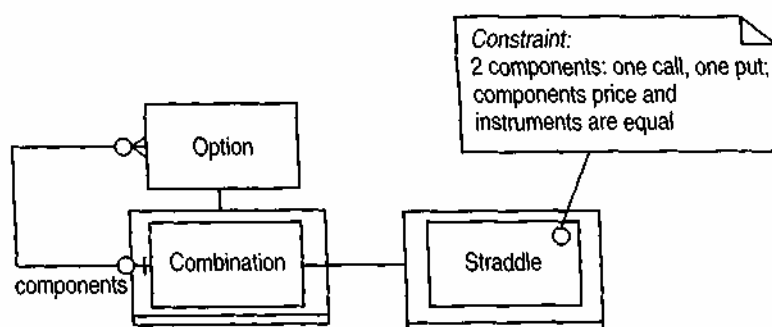 Constraint:
2 components: one call, one put;
components price and
instruments are equal
Option
Combination
Straddle
components